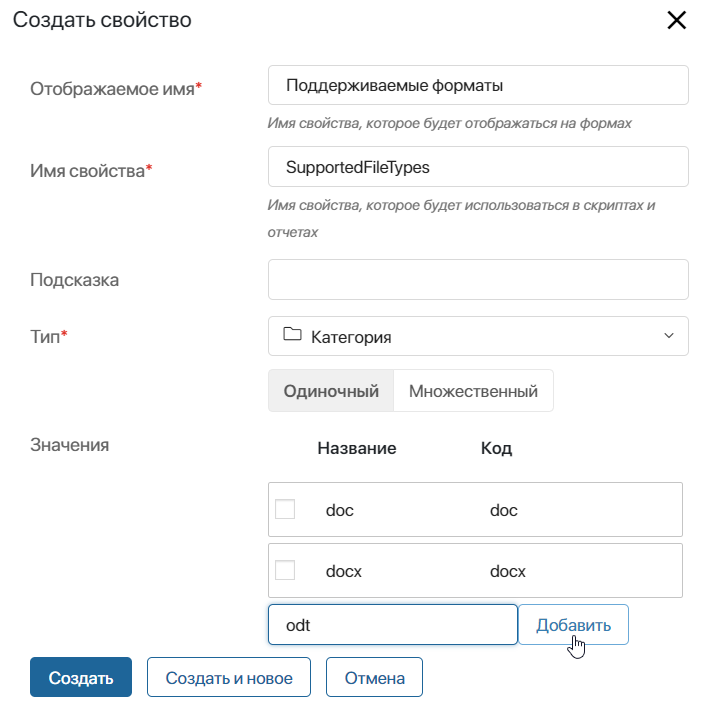 Создать свойство
Отображаемое имя*
Поддерживаемые форматы
Имя свойства, которое будет отображаться на формах
Имя свойства*
SupportedFileTypes
Имя свойства, которое будет использоваться в скриптах и
отчетах
Подсказка
Тип*
Категория
Одиночный Множественный
Значения
Название Код
doc doc
docx docx
odt Добавить
Создать Создать и новое Отмена